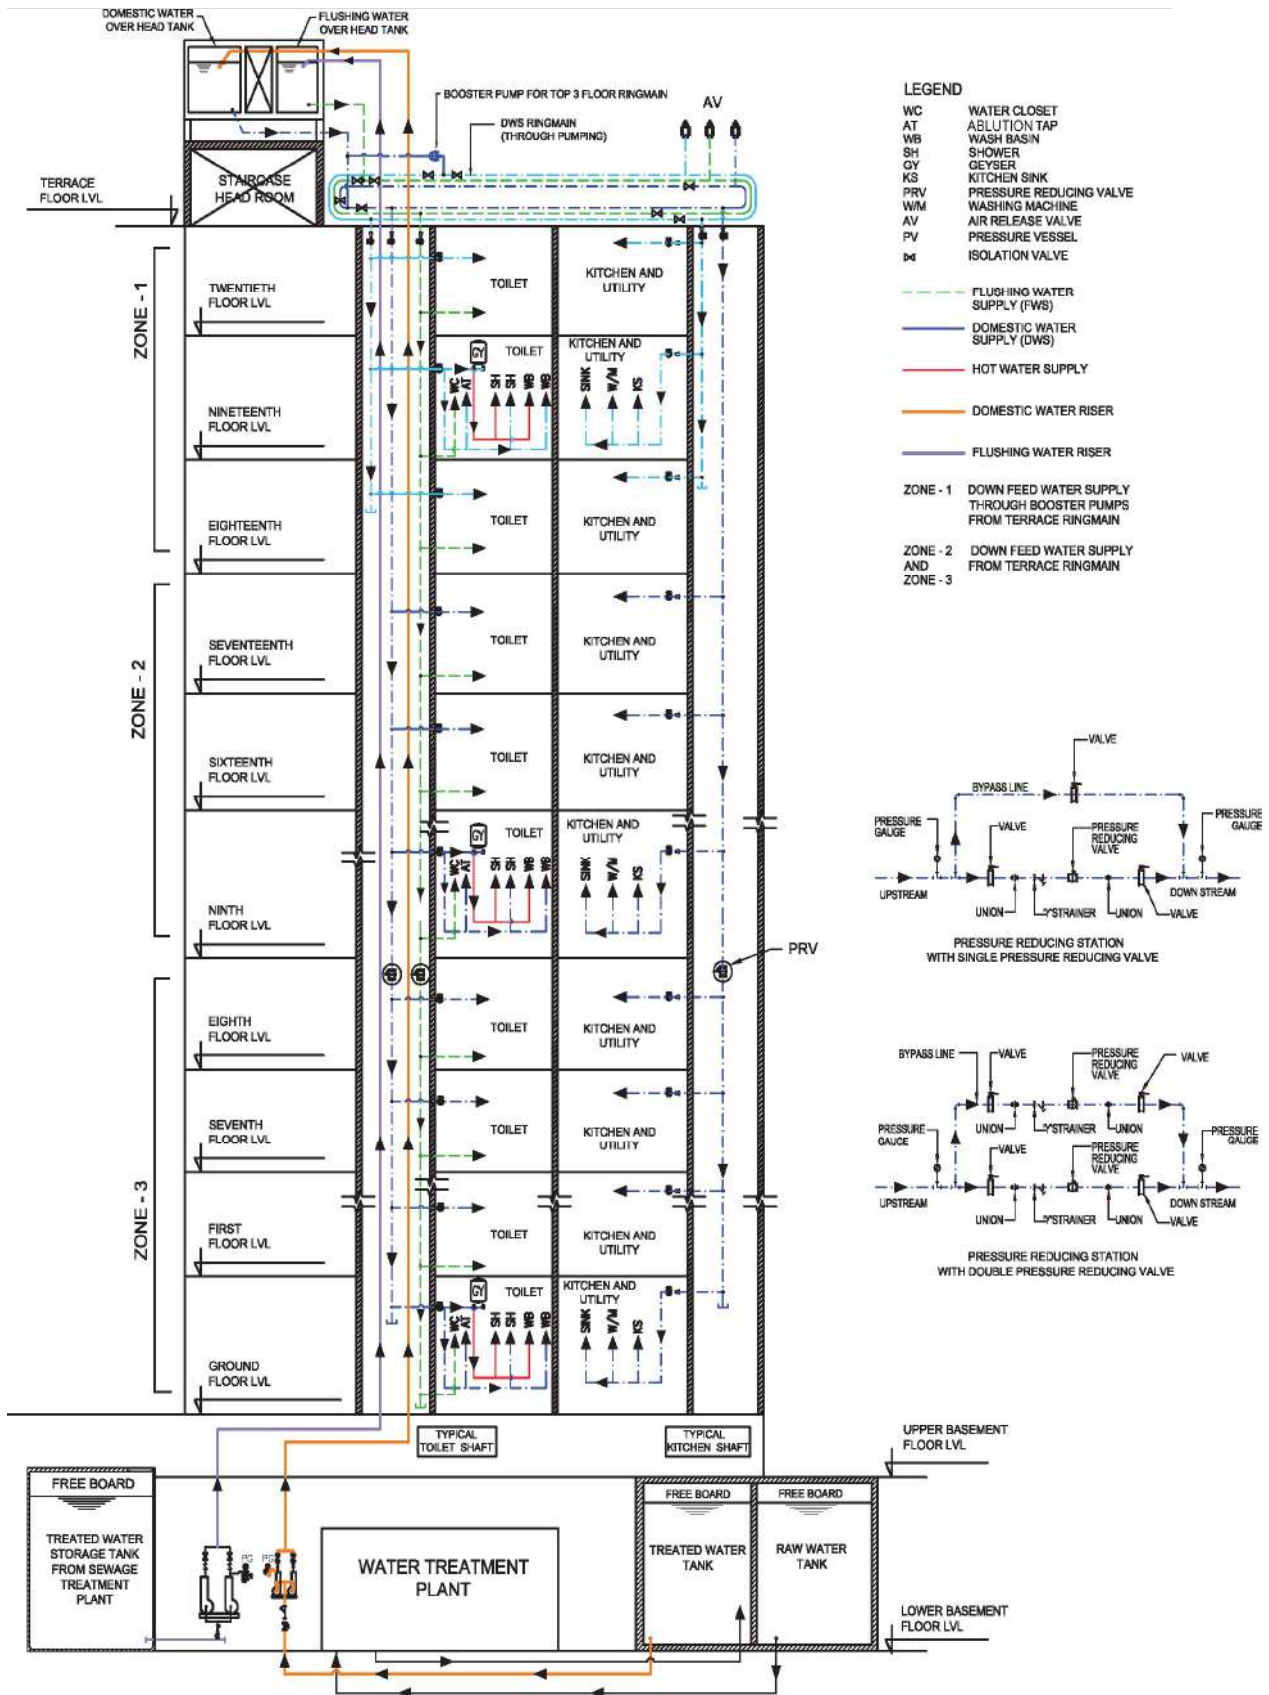 DOMESTIC WATER
OVER HEAD TANK
FLUSHING WATER
OVER HEAD TANK
BOOSTER PUMP FOR TOP 3 FLOOR RINGMAIN
DWS RINGMAIN
(THROUGH PUMPING)
AV
STAIRCASE
HEAD ROOM
TERRACE
FLOOR LVL
LEGEND
WC WATER CLOSET
AT ABLUTION TAP
WB WASH BASIN
SH SHOWER
GY GEYSER
KS KITCHEN SINK
PRV PRESSURE REDUCING VALVE
W/M WASHING MACHINE
AV AIR RELEASE VALVE
PV PRESSURE VESSEL
ISOLATION VALVE
FLUSHING WATER
SUPPLY (FWS)
DOMESTIC WATER
SUPPLY (DWS)
HOT WATER SUPPLY
DOMESTIC WATER RISER
FLUSHING WATER RISER
ZONE - 1 DOWN FEED WATER SUPPLY
THROUGH BOOSTER PUMPS
FROM TERRACE RINGMAIN
ZONE - 2 DOWN FEED WATER SUPPLY
AND FROM TERRACE RINGMAIN
ZONE - 3
ZONE - 1
TWENTIETH
FLOOR LVL
TOILET
KITCHEN AND
UTILITY
NINETEENTH
FLOOR LVL
GY
TOILET
KITCHEN AND
UTILITY
WC AT SH SH WB WB
SINK W/M KS
EIGHTEENTH
FLOOR LVL
TOILET
KITCHEN AND
UTILITY
ZONE - 2
SEVENTEENTH
FLOOR LVL
TOILET
KITCHEN AND
UTILITY
SIXTEENTH
FLOOR LVL
TOILET
KITCHEN AND
UTILITY
NINTH
FLOOR LVL
GY
TOILET
KITCHEN AND
UTILITY
WC AT SH SH WB WB
SINK W/M KS
PRV
ZONE - 3
EIGHTH
FLOOR LVL
TOILET
KITCHEN AND
UTILITY
SEVENTH
FLOOR LVL
TOILET
KITCHEN AND
UTILITY
FIRST
FLOOR LVL
TOILET
KITCHEN AND
UTILITY
GROUND
FLOOR LVL
GY
TOILET
KITCHEN AND
UTILITY
WC AT SH SH WB WB
SINK W/M KS
VALVE
BYPASS LINE
PRESSURE
GAUGE
VALVE
PRESSURE
REDUCING
VALVE
PRESSURE
GAUGE
UPSTREAM
DOWN STREAM
UNION
'Y'STRAINER
UNION
VALVE
PRESSURE REDUCING STATION
WITH SINGLE PRESSURE REDUCING VALVE
BYPASS LINE
VALVE
PRESSURE
REDUCING
VALVE
VALVE
UNION
'Y'STRAINER
UNION
PRESSURE
GAUGE
VALVE
PRESSURE
REDUCING
VALVE
PRESSURE
GAUGE
UPSTREAM
DOWN STREAM
UNION
'Y'STRAINER
UNION
VALVE
PRESSURE REDUCING STATION
WITH DOUBLE PRESSURE REDUCING VALVE
TYPICAL
TOILET SHAFT
TYPICAL
KITCHEN SHAFT
UPPER BASEMENT
FLOOR LVL
FREE BOARD
TREATED WATER
STORAGE TANK
FROM SEWAGE
TREATMENT
PLANT
PG
PG
WATER TREATMENT
PLANT
FREE BOARD
TREATED WATER
TANK
FREE BOARD
RAW WATER
TANK
LOWER BASEMENT
FLOOR LVL